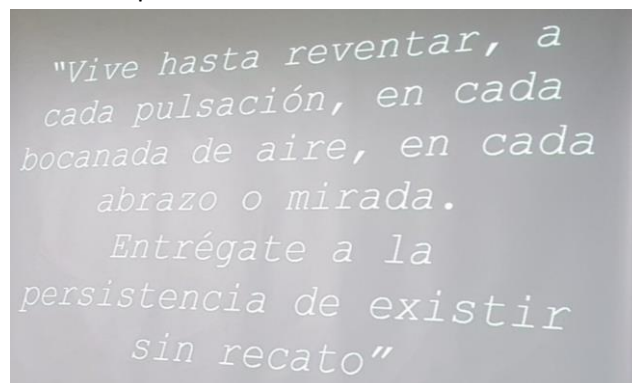 "Vive hasta reventar, a
cada pulsación, en cada
bocanada de aire, en cada
abrazo o mirada.
Entrégate a la
persistencia de existir
sin recato"